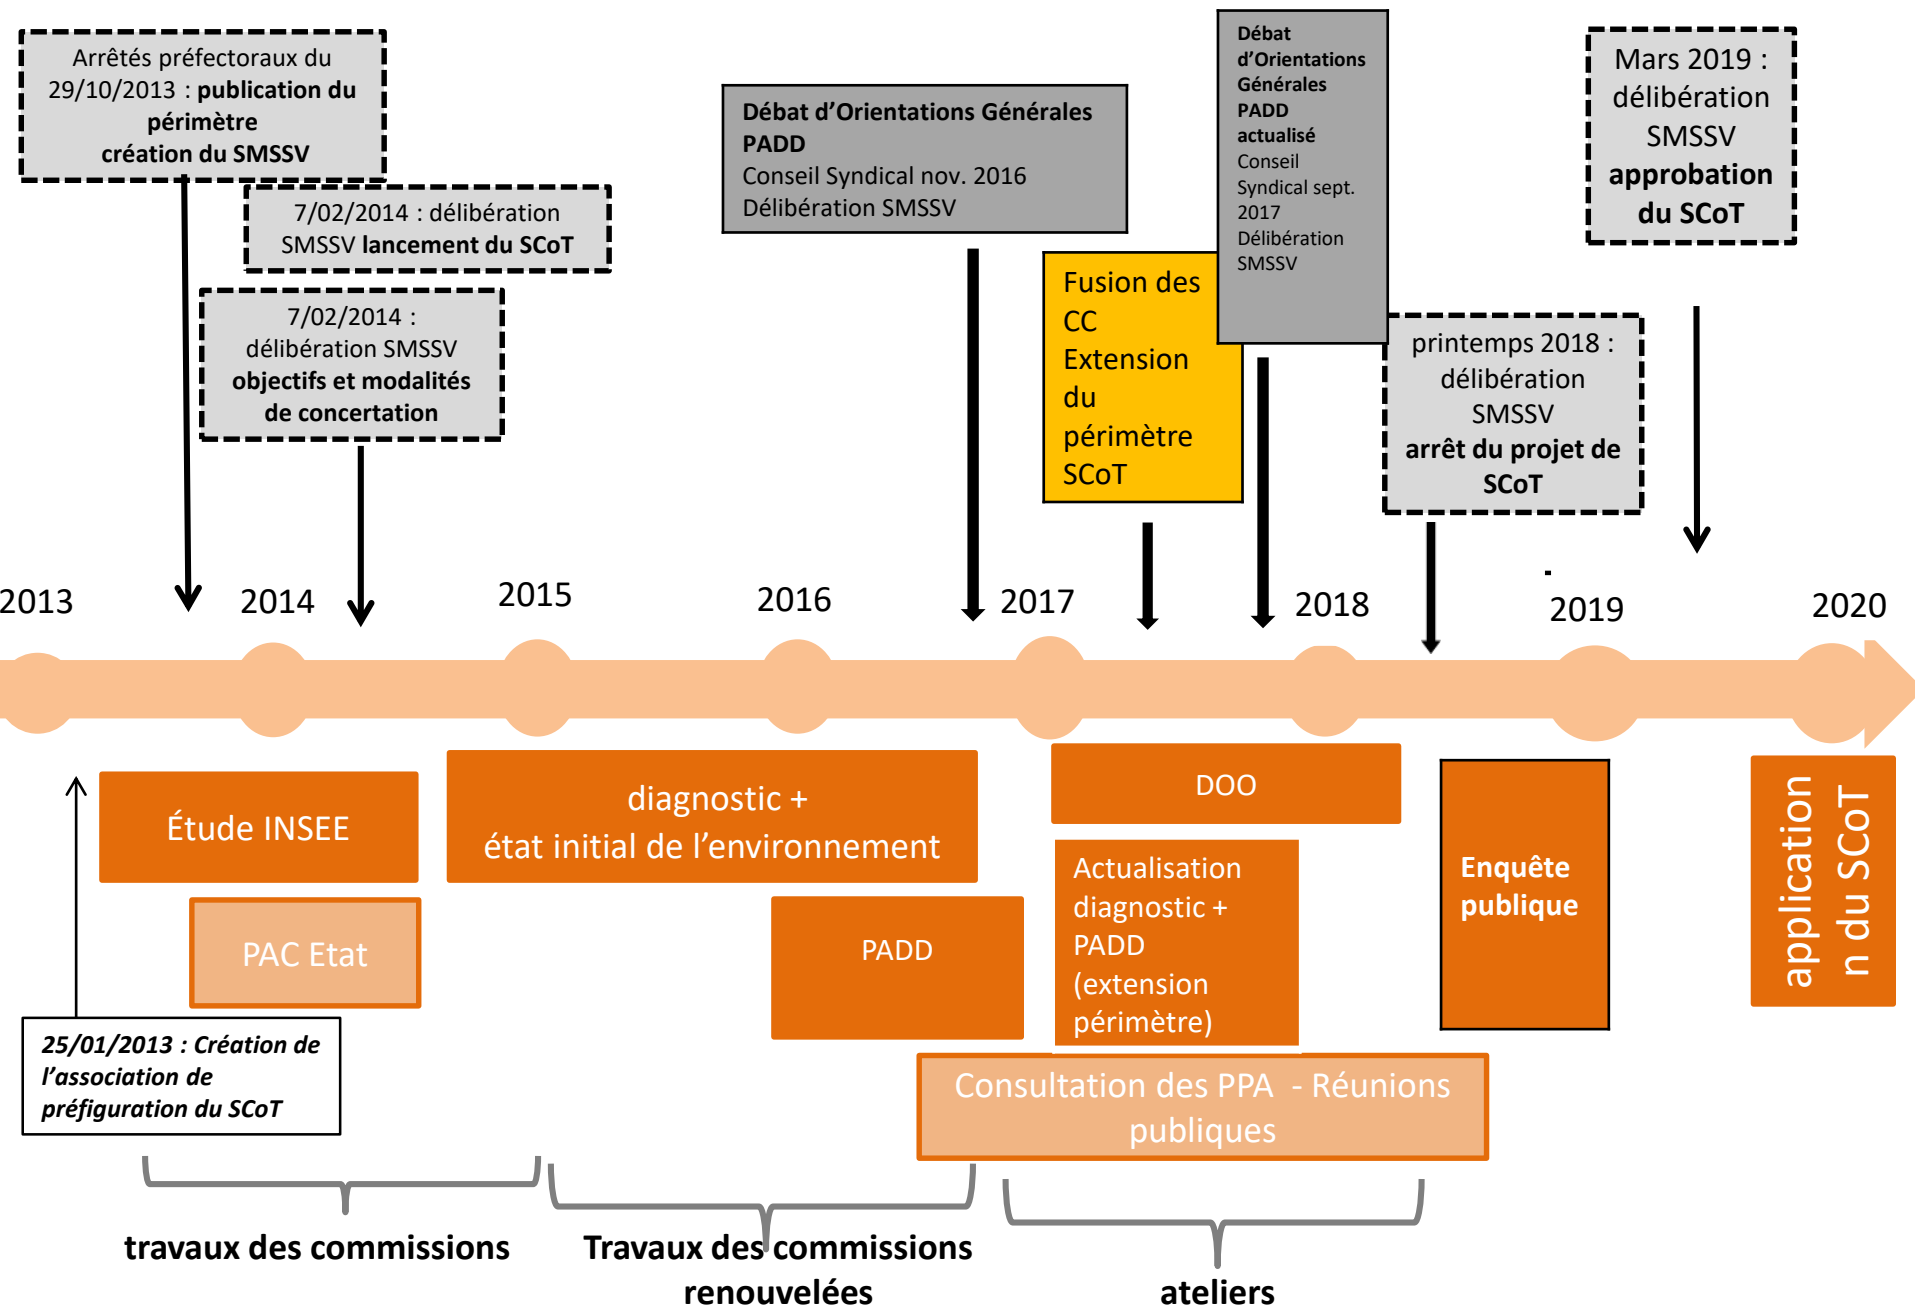 Arrêtés préfectoraux du
29/10/2013 : publication du
périmètre
création du SMSSV
7/02/2014 : délibération
SMSSV lancement du SCoT
7/02/2014 :
délibération SMSSV
objectifs et modalités
de concertation
Débat d’Orientations Générales
PADD
Conseil Syndical nov. 2016
Délibération SMSSV
Fusion des
CC
Extension
du
périmètre
SCoT
Débat
d’Orientations
Générales
PADD
actualisé
Conseil
Syndical sept.
2017
Délibération
SMSSV
printemps 2018 :
délibération
SMSSV
arrêt du projet de
SCoT
Mars 2019 :
délibération
SMSSV
approbation
du SCoT
-
2013
2014
2015
2016
2017
2018
2019
2020
Étude INSEE
PAC Etat
25/01/2013 : Création de
l’association de
préfiguration du SCoT
diagnostic +
état initial de l’environnement
PADD
DOO
Actualisation
diagnostic +
PADD
(extension
périmètre)
Consultation des PPA - Réunions
publiques
Enquête
publique
application
n du SCoT
travaux des commissions
Travaux des commissions
renouvelées
ateliers